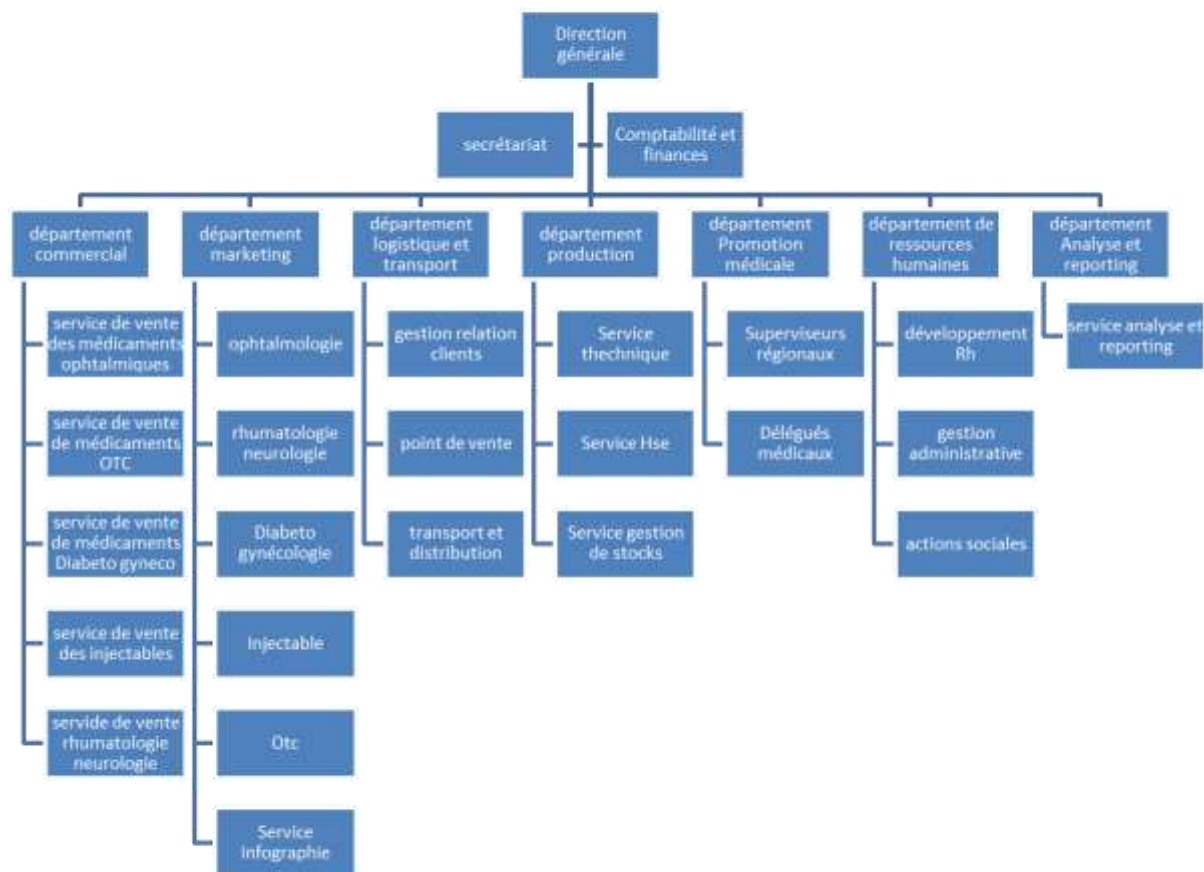 Direction
générale
secrétariat
Comptabilité et
finances
département
commercial
département
marketing
département
logistique et
transport
département
production
département
Promotion
médicale
département de
ressources
humaines
département
Analyse et
reporting
service de vente
des médicaments
ophtalmiques
service de vente
de médicaments
OTC
service de vente
de médicaments
Diabeto gyneco
service de vente
des injectables
servide de vente
rhumatologie
neurologie
ophtalmologie
rhumatologie
neurologie
Diabeto
gynécologie
Injectable
Otc
Service
infographie
gestion relation
clients
point de vente
transport et
distribution
Service
thechnique
Service Hse
Service gestion
de stocks
Superviseurs
régionaux
Délégués
médicaux
développement
Rh
gestion
administrative
actions sociales
service analyse et
reporting